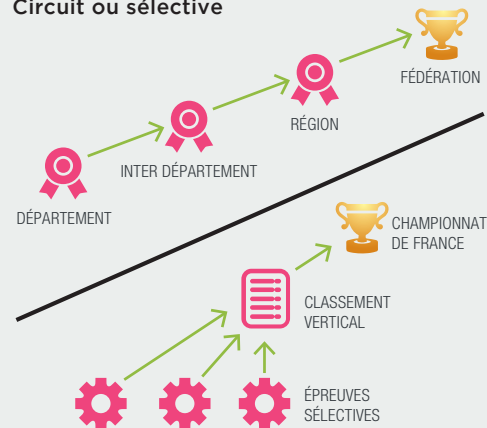 Circuit ou sélective
FÉDÉRATION
RÉGION
INTER DÉPARTEMENT
DÉPARTEMENT
CHAMPIONNAT
DE FRANCE
CLASSEMENT
VERTICAL
ÉPREUVES
SÉLECTIVES